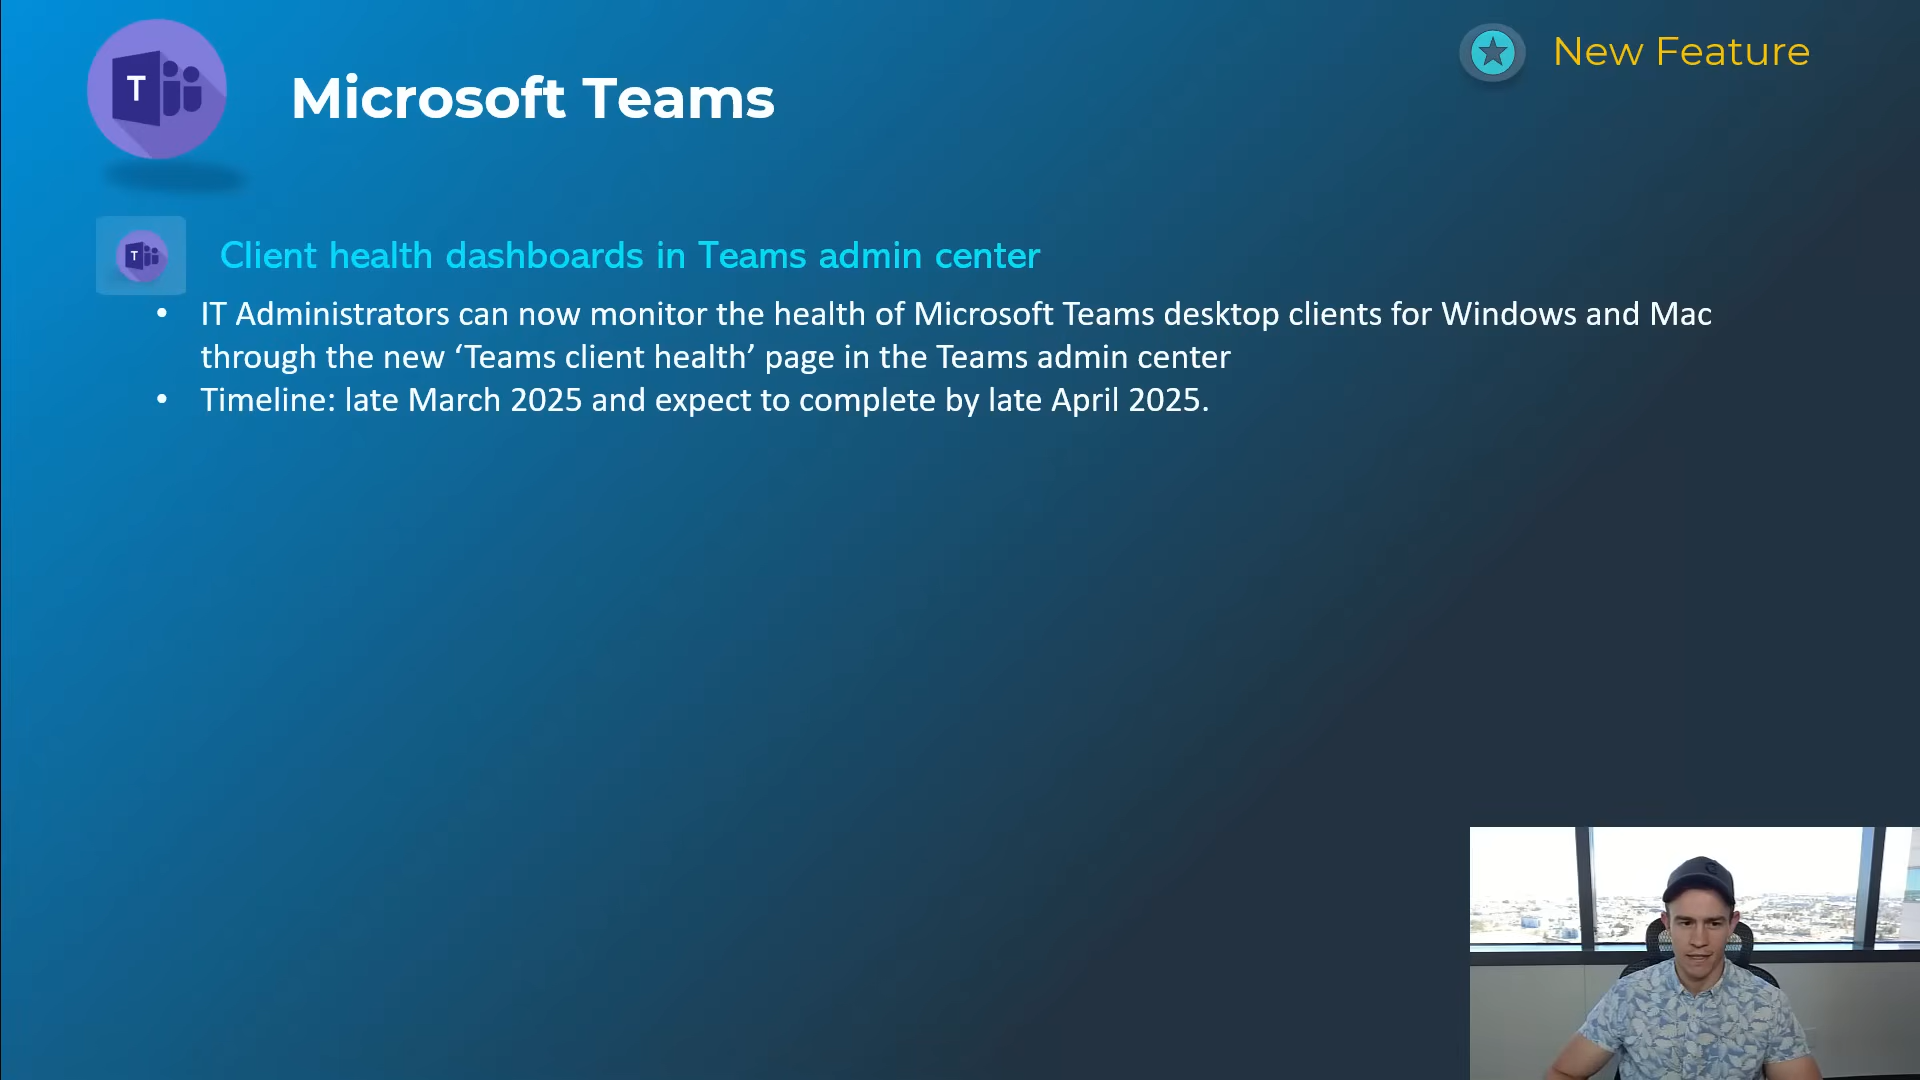 T
Microsoft Teams
New Feature
T
Client health dashboards in Teams admin center
• IT Administrators can now monitor the health of Microsoft Teams desktop clients for Windows and Mac
through the new ‘Teams client health’ page in the Teams admin center
• Timeline: late March 2025 and expect to complete by late April 2025.